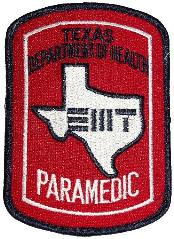 TEXAS
DEPARTMENT OF HEALTH
EMT
PARAMEDIC